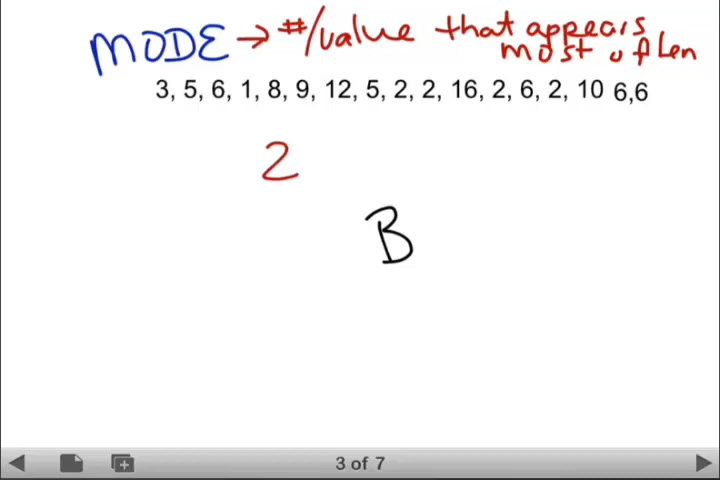 MODE → #/value that appears
most often
3, 5, 6, 1, 8, 9, 12, 5, 2, 2, 16, 2, 6, 2, 10 6,6
2
B
3 of 7